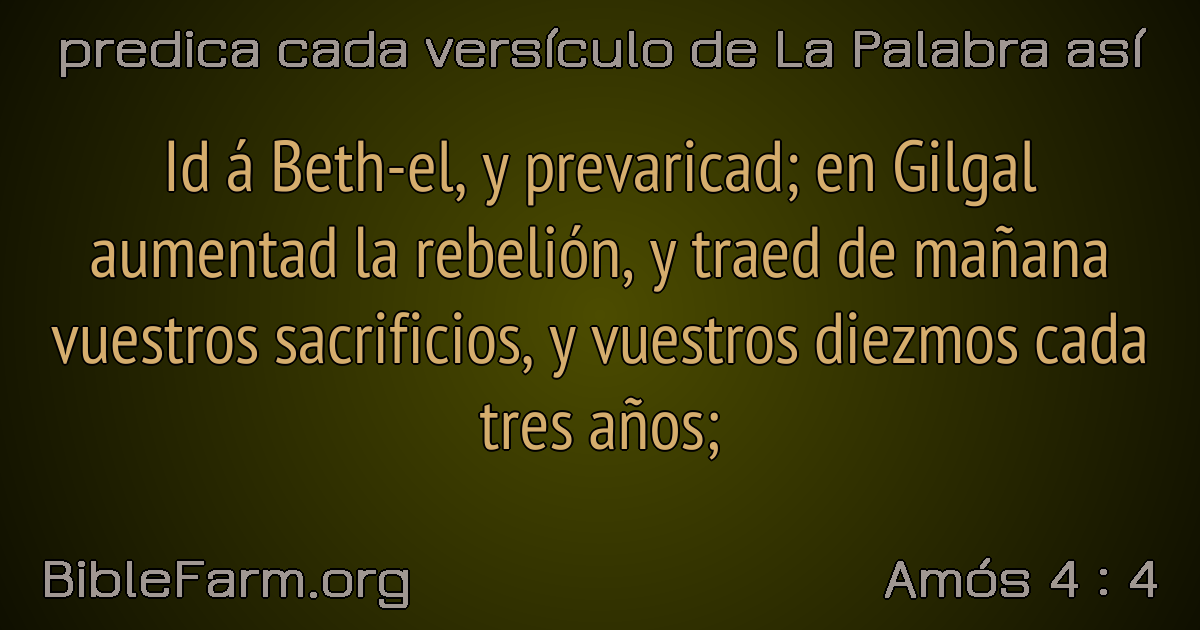 predica cada versículo de La Palabra así
Id á Beth-el, y prevaricad; en Gilgal
aumentad la rebelión, y traed de mañana
vuestros sacrificios, y vuestros diezmos cada
tres años;
BibleFarm.org
Amós 4 : 4